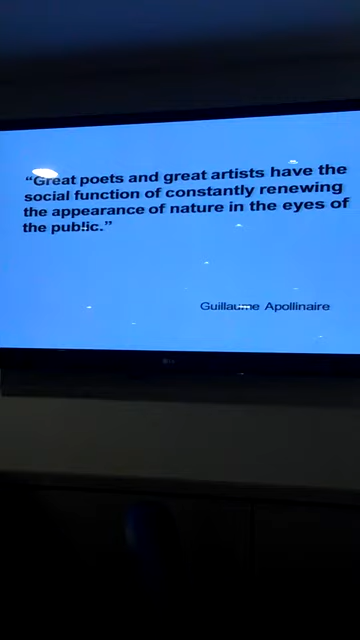 “Great poets and great artists have the
social function of constantly renewing
the appearance of nature in the eyes of
the public.”
Guillaume Apollinaire
LG